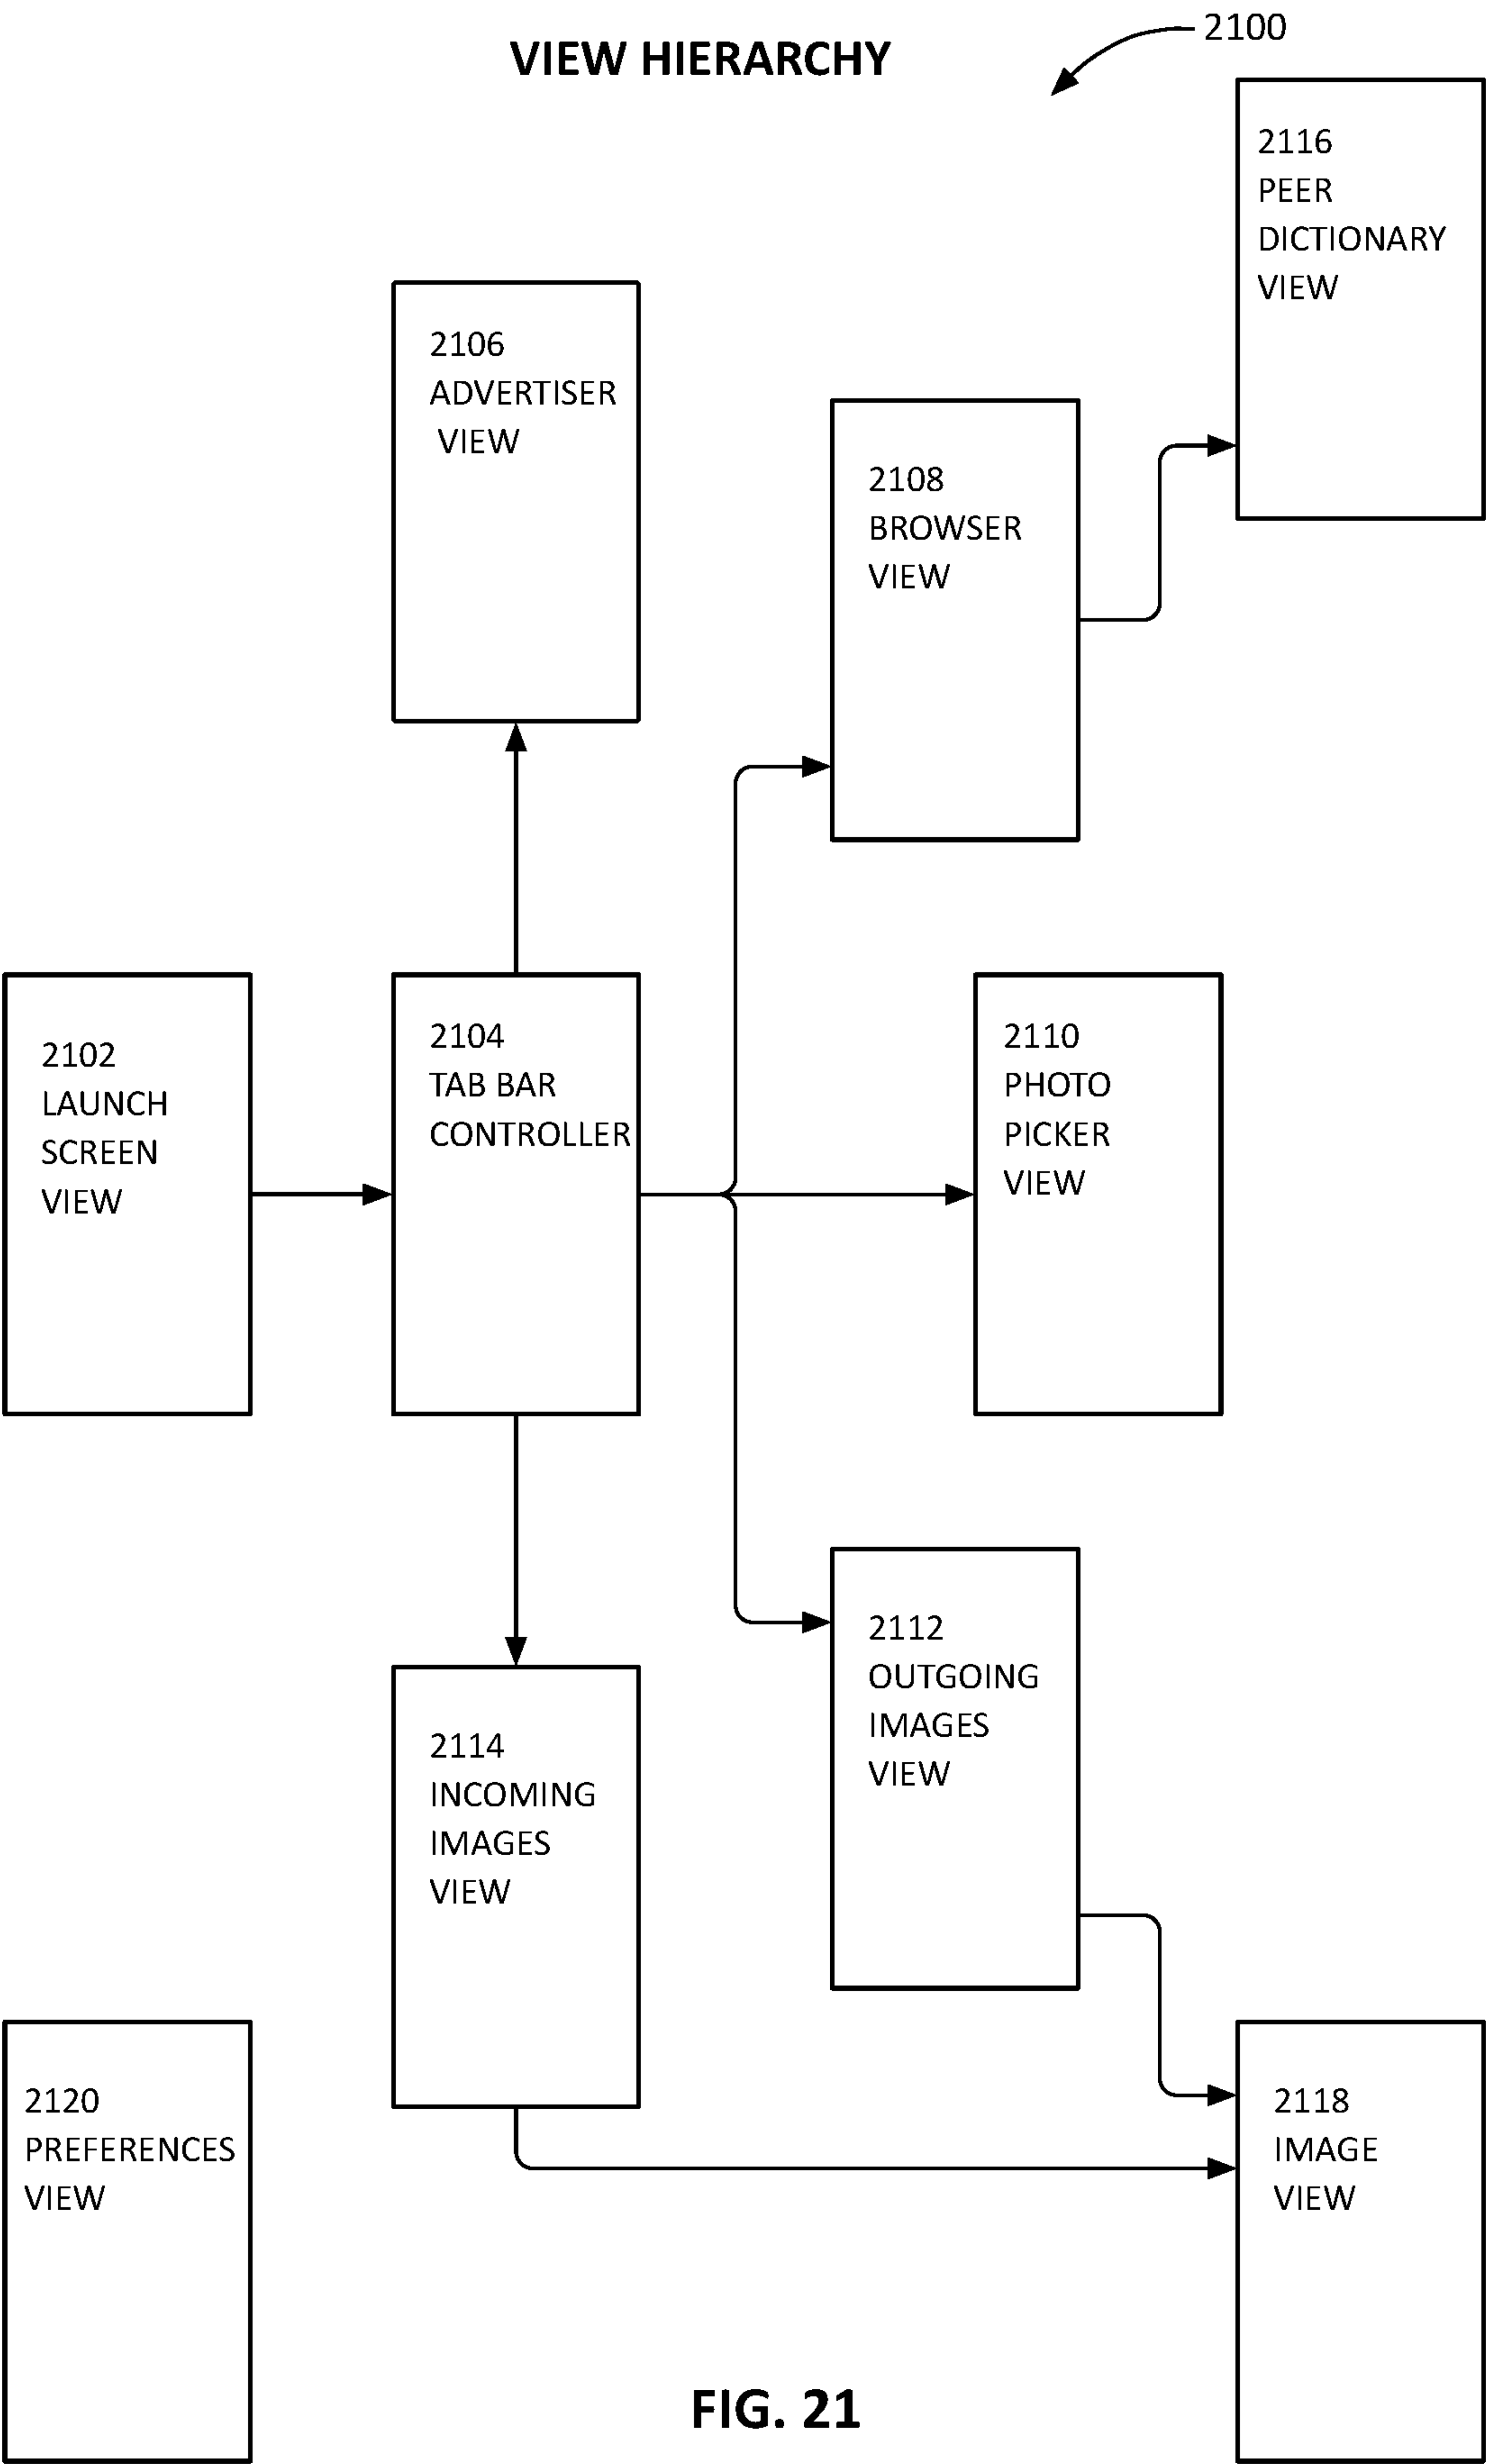 VIEW HIERARCHY
2100
2116
PEER
DICTIONARY
VIEW
2106
ADVERTISER
VIEW
2108
BROWSER
VIEW
2102
LAUNCH
SCREEN
VIEW
2104
TAB BAR
CONTROLLER
2110
PHOTO
PICKER
VIEW
2112
OUTGOING
IMAGES
VIEW
2114
INCOMING
IMAGES
VIEW
2120
PREFERENCES
VIEW
2118
IMAGE
VIEW
FIG. 21